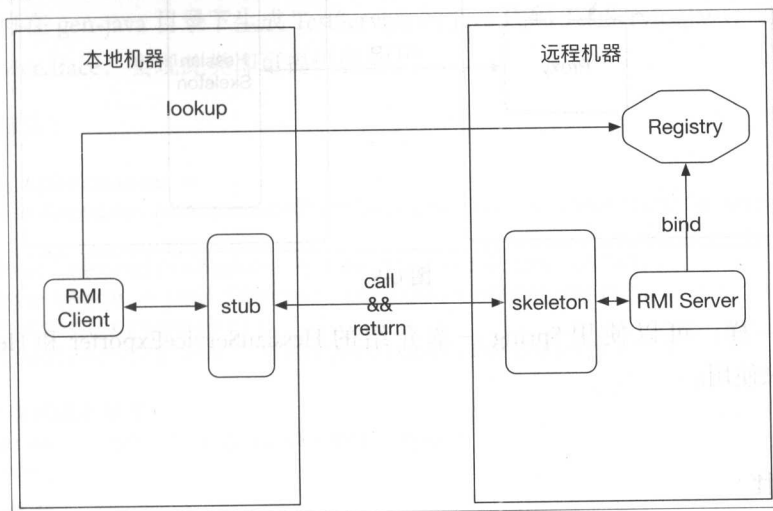 本地机器
远程机器
lookup
Registry
bind
RMI
Client
stub
call
&&
return
skeleton
RMI Server